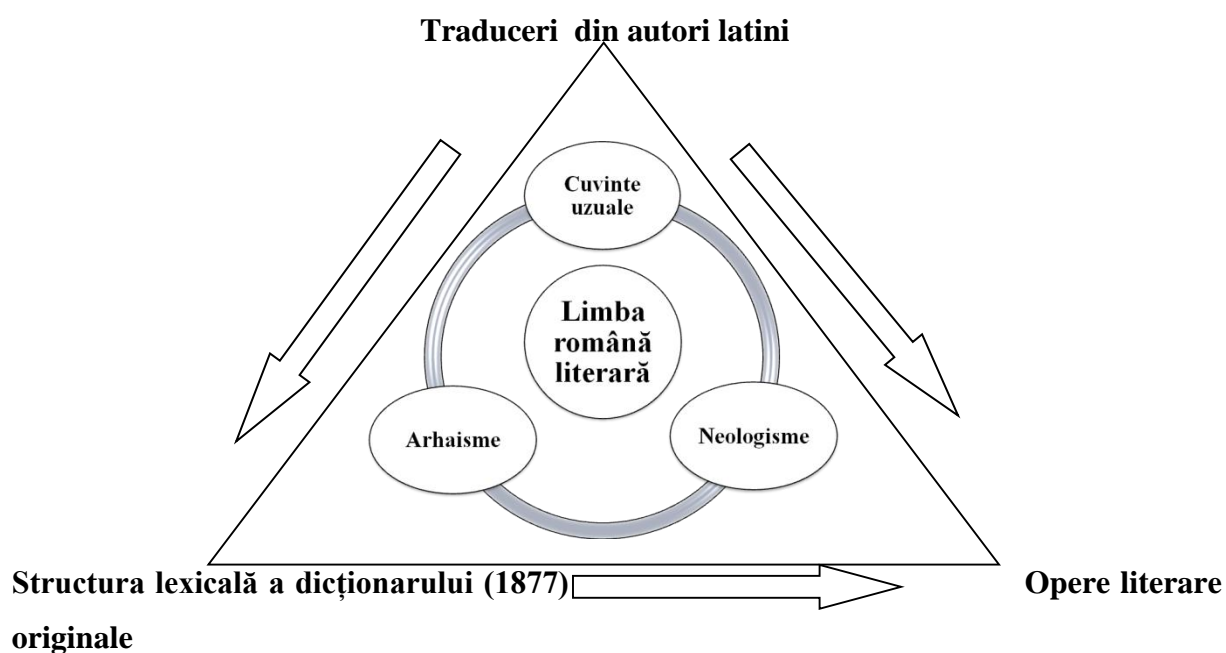 Traduceri din autori latini
Cuvinte
uzuale
Limba
română
literară
Arhaisme
Neologisme
Structura lexicală a dicționarului (1877) Opere literare
originale